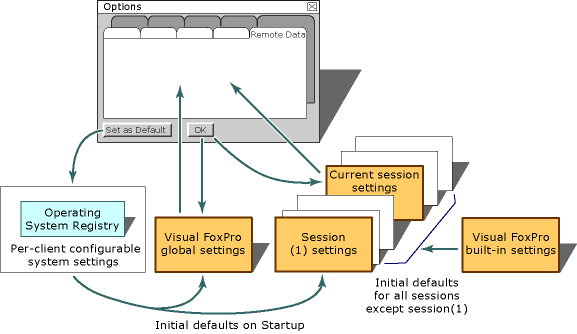 Options
Remote Data
Set as Default
OK
Current session
settings
Operating
System Registry
Per-client configurable
system settings
Visual FoxPro
global settings
Session
(1) settings
Visual FoxPro
built-in settings
Initial defaults
for all sessions
except session(1)
Initial defaults on Startup